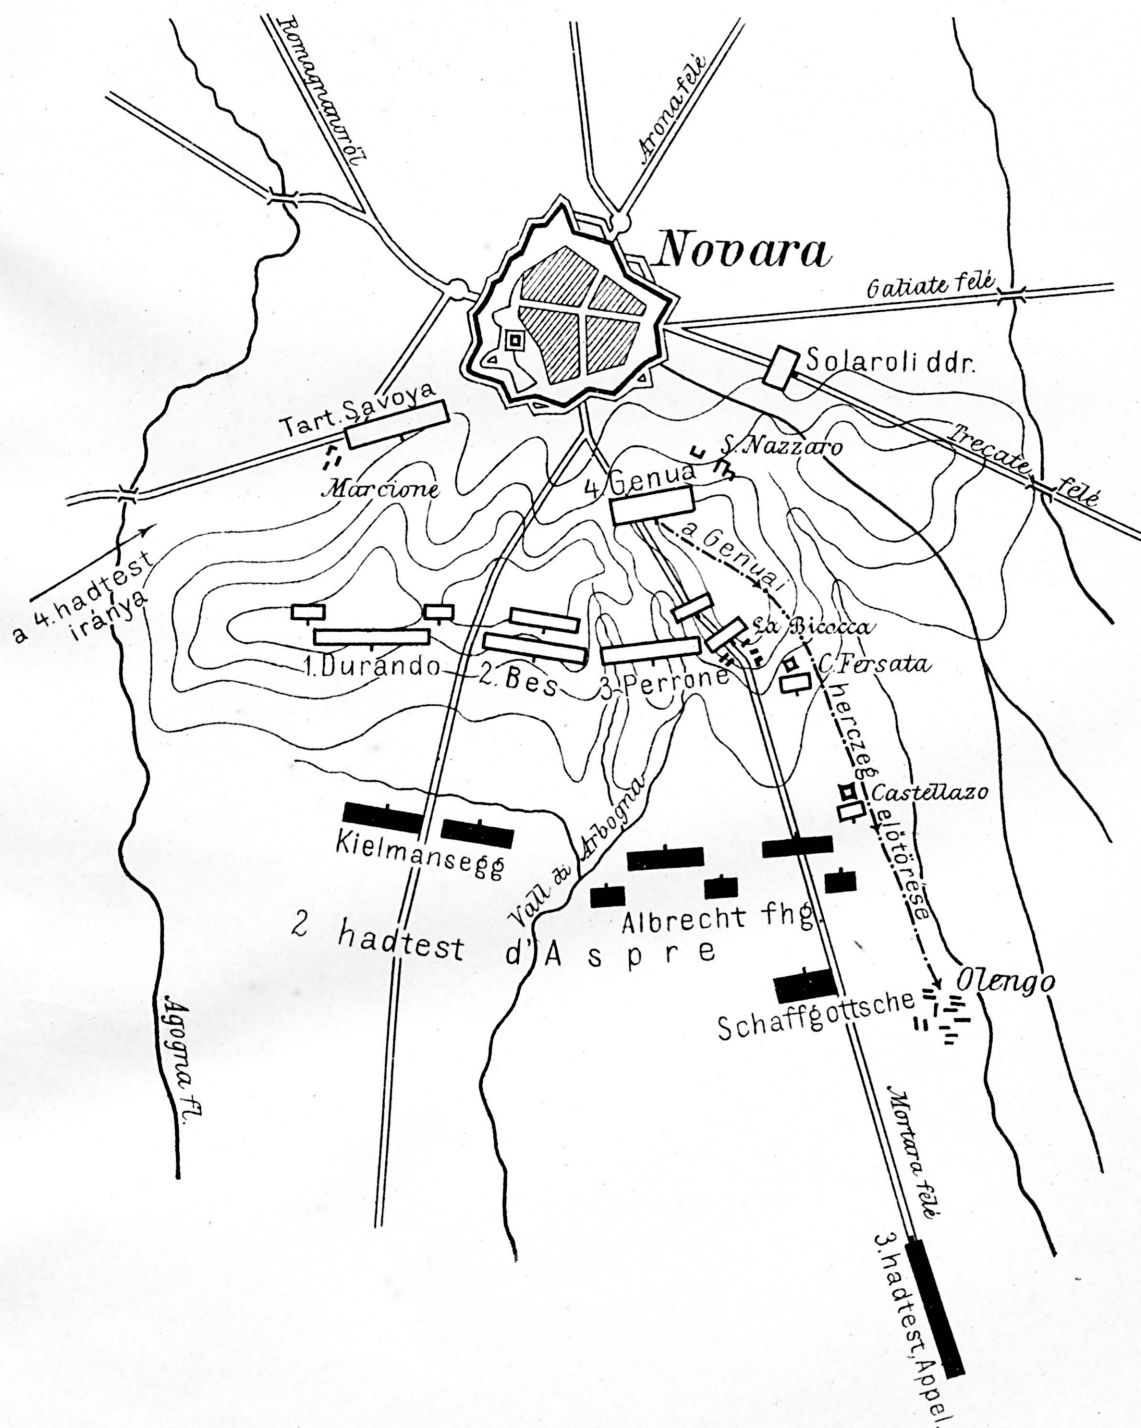 Romagnanoról
Arona felé
Novara
Galiate felé
Solaroli ddr.
Tart. Savoya
Trecate felé
S. Nazzaro
Marcione
4. Genua
a Genuai herczeg előtörése
a 4. hadtest
iránya
La Bicocca
1. Durando
2. Bes
3. Perrone
C. Fersata
Castellazo
Kielmansegg
Vall di Arbogna
Albrecht fhg.
2 hadtest d'Aspre
Olengo
Schaffgottsche
Agogna fl.
Mortara felé
3. hadtest, Appel.